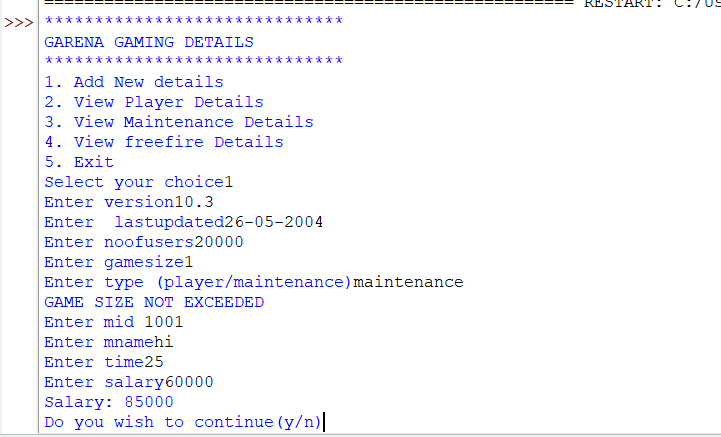 RESTART: C:/Us
>>> ******************************
GARENA GAMING DETAILS
******************************
1. Add New details
2. View Player Details
3. View Maintenance Details
4. View freefire Details
5. Exit
Select your choice1
Enter version10.3
Enter  lastupdated26-05-2004
Enter noofusers20000
Enter gamesize1
Enter type (player/maintenance)maintenance
GAME SIZE NOT EXCEEDED
Enter mid 1001
Enter mnamehi
Enter time25
Enter salary60000
Salary: 85000
Do you wish to continue(y/n)